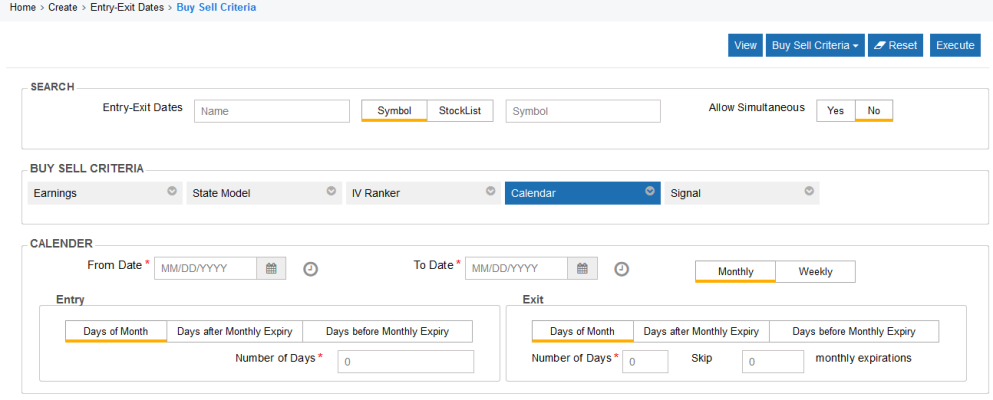 Home > Create > Entry-Exit Dates > Buy Sell Criteria
View Buy Sell Criteria Reset Execute
SEARCH
Entry-Exit Dates Name Symbol StockList Symbol Allow Simultaneous Yes No
BUY SELL CRITERIA
Earnings State Model IV Ranker Calendar Signal
CALENDER
From Date * MM/DD/YYYY To Date * MM/DD/YYYY Monthly Weekly
Entry Exit
Days of Month Days after Monthly Expiry Days before Monthly Expiry Days of Month Days after Monthly Expiry Days before Monthly Expiry
Number of Days * 0 Number of Days * 0 Skip 0 monthly expirations